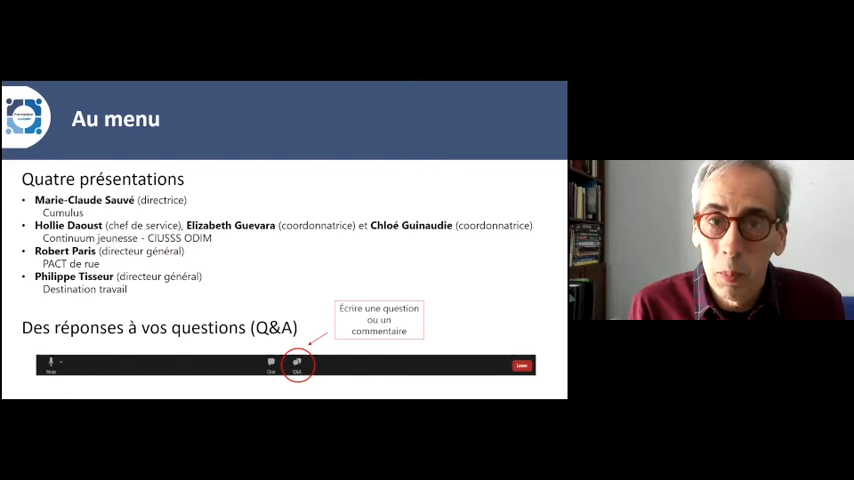 Au menu
Quatre présentations
• Marie-Claude Sauvé (directrice)
Cumulus
• Hollie Daoust (chef de service), Elizabeth Guevara (coordonnatrice) et Chloé Guinaudie (coordonnatrice)
Continuum jeunesse - CIUSSS ODIM
• Robert Paris (directeur général)
PACT de rue
• Philippe Tisseur (directeur général)
Destination travail
Écrire une question
ou un
commentaire
Des réponses à vos questions (Q&A)
Chat
Q&A
Leave